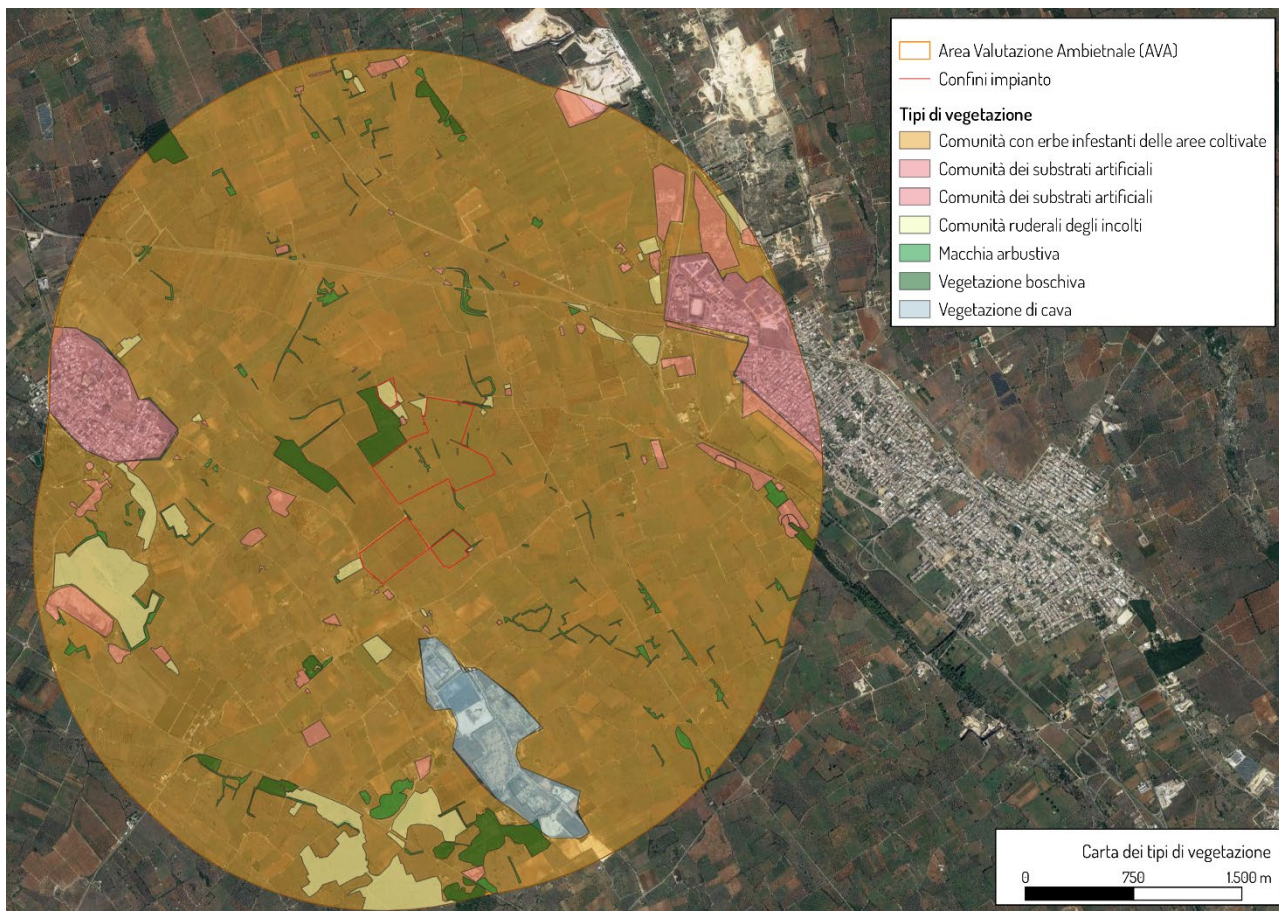 Area Valutazione Ambietnale (AVA)
Confini impianto
Tipi di vegetazione
Comunità con erbe infestanti delle aree coltivate
Comunità dei substrati artificiali
Comunità dei substrati artificiali
Comunità ruderali degli incolti
Macchia arbustiva
Vegetazione boschiva
Vegetazione di cava
Carta dei tipi di vegetazione
0 750 1.500 m